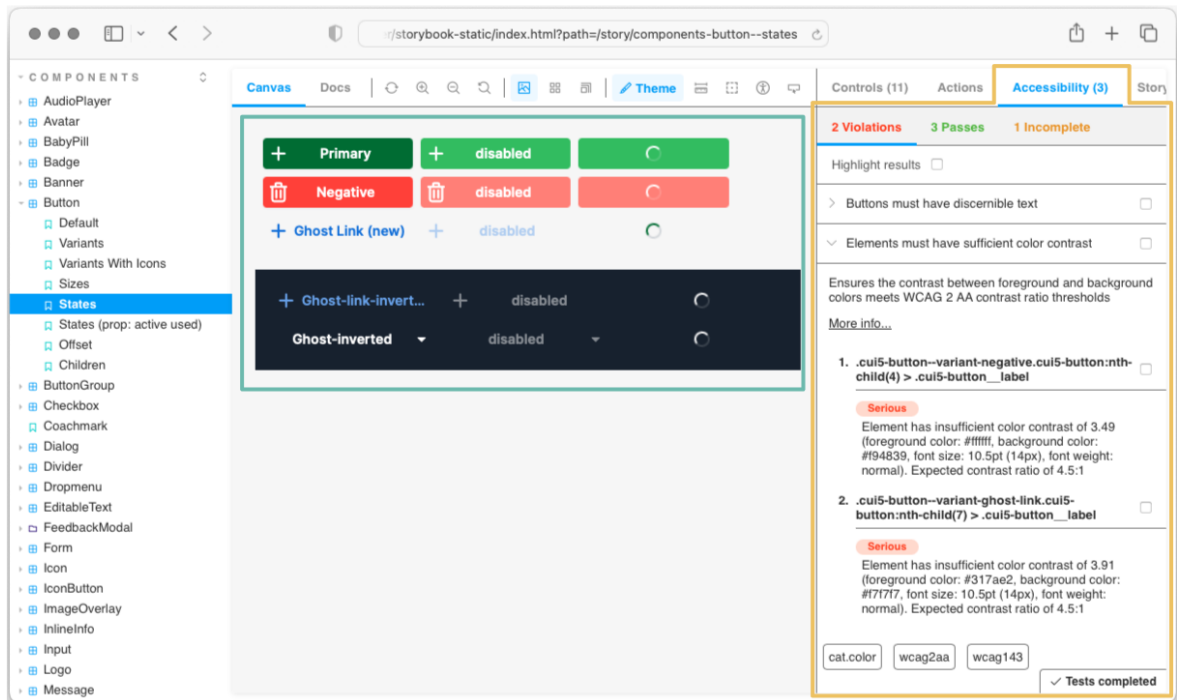 r/storybook-static/index.html?path=/story/components-button--states
COMPONENTS
AudioPlayer
Avatar
BabyPill
Badge
Banner
Button
Default
Variants
Variants With Icons
Sizes
States
States (prop: active used)
Offset
Children
ButtonGroup
Checkbox
Coachmark
Dialog
Divider
Dropmenu
EditableText
FeedbackModal
Form
Icon
IconButton
ImageOverlay
InlineInfo
Input
Logo
Message
Canvas Docs Theme
Primary disabled
Negative disabled
Ghost Link (new) disabled
Ghost-link-invert... disabled
Ghost-inverted disabled
Controls (11) Actions Accessibility (3) Story
2 Violations 3 Passes 1 Incomplete
Highlight results
Buttons must have discernible text
Elements must have sufficient color contrast
Ensures the contrast between foreground and background
colors meets WCAG 2 AA contrast ratio thresholds
More info...
1. .cui5-button--variant-negative.cui5-button:nth-
child(4) > .cui5-button__label
Serious
Element has insufficient color contrast of 3.49
(foreground color: #ffffff, background color:
#f94839, font size: 10.5pt (14px), font weight:
normal). Expected contrast ratio of 4.5:1
2. .cui5-button--variant-ghost-link.cui5-
button:nth-child(7) > .cui5-button__label
Serious
Element has insufficient color contrast of 3.91
(foreground color: #317ae2, background color:
#f7f7f7, font size: 10.5pt (14px), font weight:
normal). Expected contrast ratio of 4.5:1
cat.color wcag2aa wcag143
Tests completed